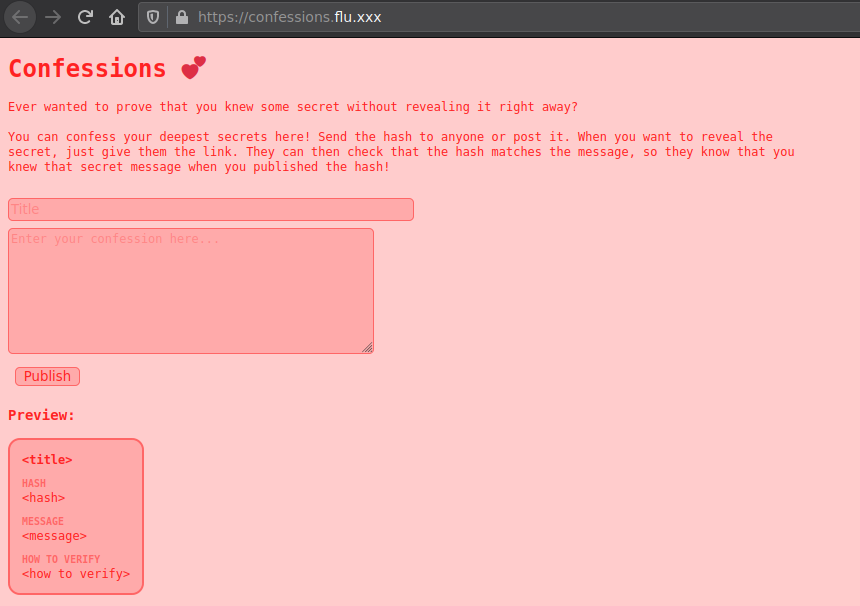 https://confessions.flu.xxx
Confessions 💕
Ever wanted to prove that you knew some secret without revealing it right away?
You can confess your deepest secrets here! Send the hash to anyone or post it. When you want to reveal the
secret, just give them the link. They can then check that the hash matches the message, so they know that you
knew that secret message when you published the hash!
Title
Enter your confession here...
Publish
Preview:
<title>
HASH
<hash>
MESSAGE
<message>
HOW TO VERIFY
<how to verify>